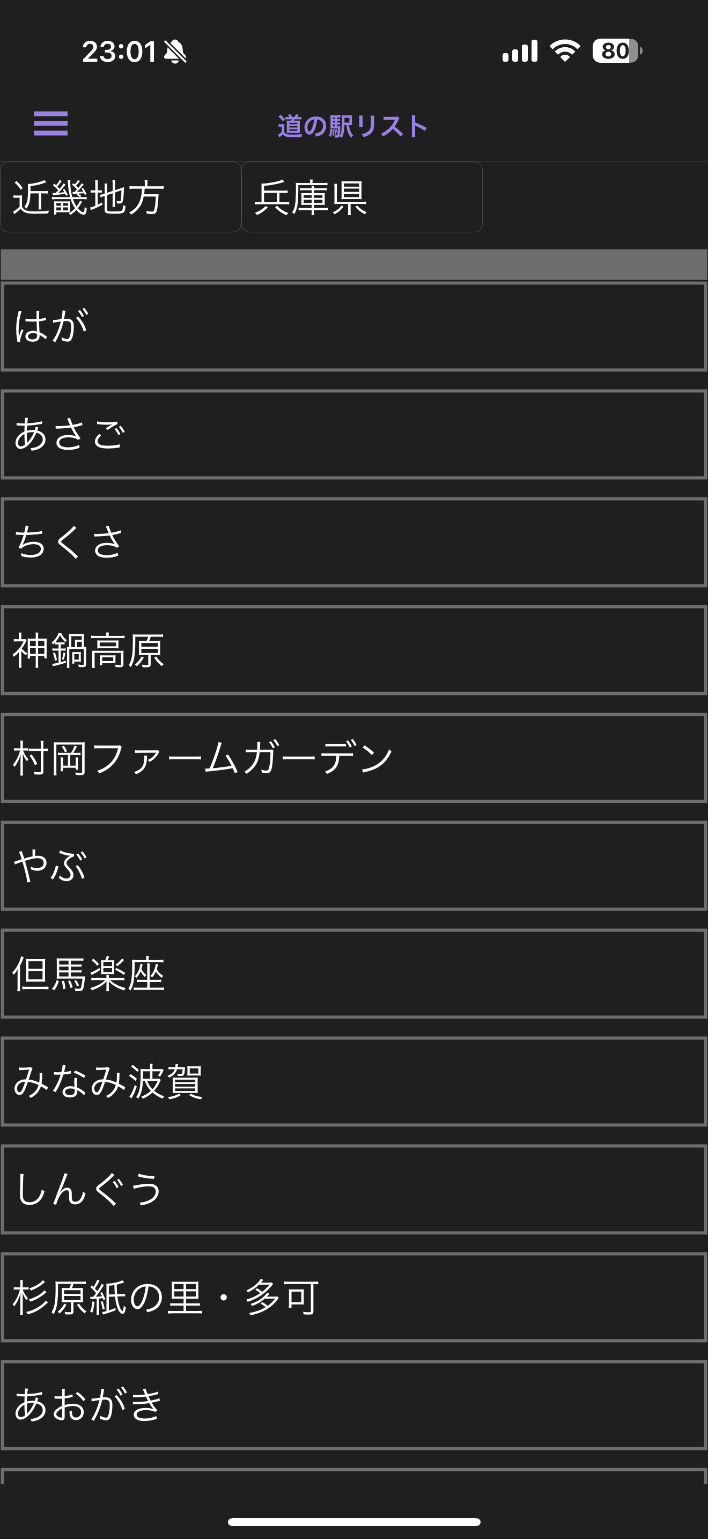 23:01
80
道の駅リスト
近畿地方 兵庫県
はが
あさご
ちくさ
神鍋高原
村岡ファームガーデン
やぶ
但馬楽座
みなみ波賀
しんぐう
杉原紙の里・多可
あおがき